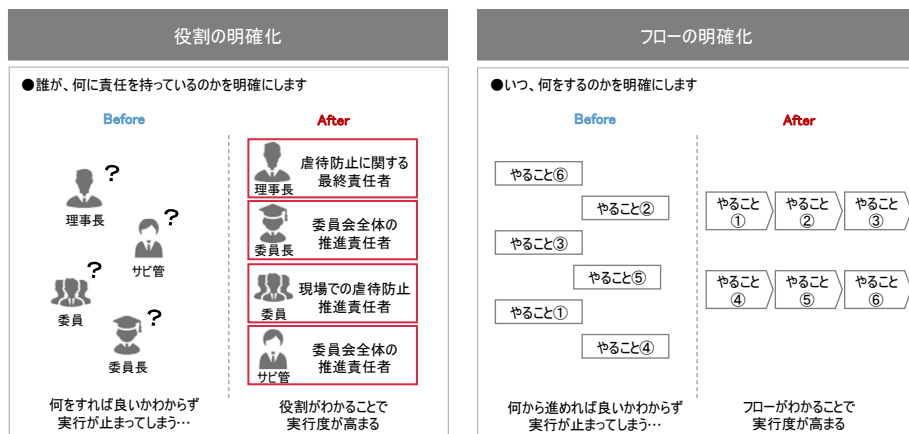 役割の明確化
●誰が、何に責任を持っているのかを明確にします
Before
After
?
理事長
?
サビ管
?
委員
?
委員長
虐待防止に関する
最終責任者
理事長
委員会全体の
推進責任者
委員長
現場での虐待防止
推進責任者
委員
委員会全体の
推進責任者
サビ管
何をすれば良いかわからず
実行が止まってしまう…
役割がわかることで
実行度が高まる
フローの明確化
●いつ、何をするのかを明確にします
Before
After
やること⑥
やること②
やること③
やること⑤
やること①
やること④
やること
①
やること
②
やること
③
やること
④
やること
⑤
やること
⑥
何から進めれば良いかわからず
実行が止まってしまう…
フローがわかることで
実行度が高まる